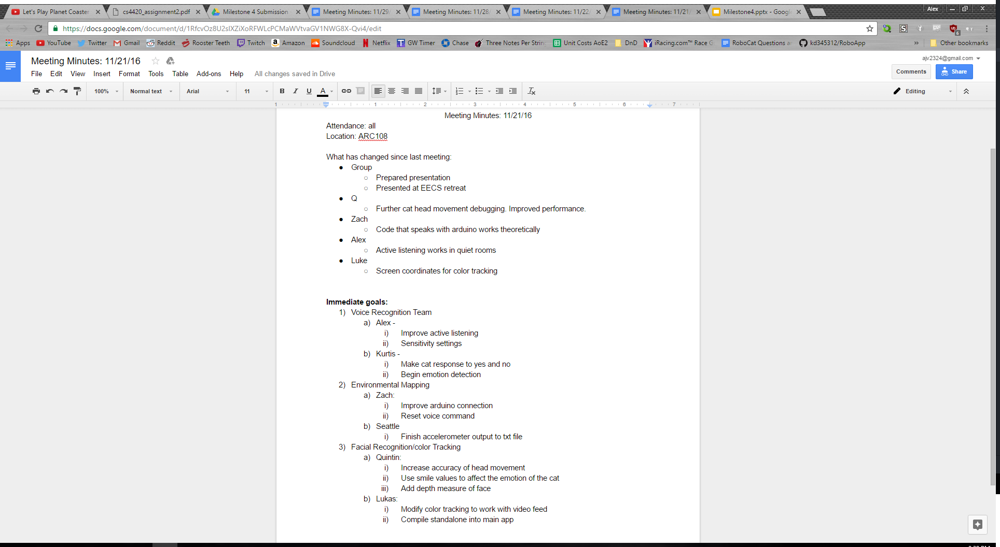 Let's Play Planet Coaster
cs4420_assignment2.pdf
Milestone 4 Submission
Meeting Minutes: 11/29/
Meeting Minutes: 11/28/
Meeting Minutes: 11/22/
Meeting Minutes: 11/21/
Milestone4.pptx - Googl
Alex
https://docs.google.com/document/d/1RfcvOz8U2sIXZiXoRFWLcPCMaWVtvaGV1NWG8X-Qvi4/edit
Apps YouTube Twitter Gmail Reddit Rooster Teeth Twitch Amazon Soundcloud Netflix GW Timer Chase Three Notes Per String Unit Costs AoE2 DnD iRacing.com™ Race RoboCat Questions kd345312/RoboApp » Other bookmarks
Meeting Minutes: 11/21/16
ajv2324@gmail.com
File Edit View Insert Format Tools Table Add-ons Help All changes saved in Drive
Comments Share
100% Normal text Arial 11 B I U A Editing
1 1 2 3 4 5 6 7
Meeting Minutes: 11/21/16
Attendance: all
Location: ARC108
What has changed since last meeting:
● Group
○ Prepared presentation
○ Presented at EECS retreat
● Q
○ Further cat head movement debugging. Improved performance.
● Zach
○ Code that speaks with arduino works theoretically
● Alex
○ Active listening works in quiet rooms
● Luke
○ Screen coordinates for color tracking
Immediate goals:
1) Voice Recognition Team
a) Alex -
i) Improve active listening
ii) Sensitivity settings
b) Kurtis -
i) Make cat response to yes and no
ii) Begin emotion detection
2) Environmental Mapping
a) Zach:
i) Improve arduino connection
ii) Reset voice command
b) Seattle
i) Finish accelerometer output to txt file
3) Facial Recognition/color Tracking
a) Quintin:
i) Increase accuracy of head movement
ii) Use smile values to affect the emotion of the cat
iii) Add depth measure of face
b) Lukas:
i) Modify color tracking to work with video feed
ii) Compile standalone into main app